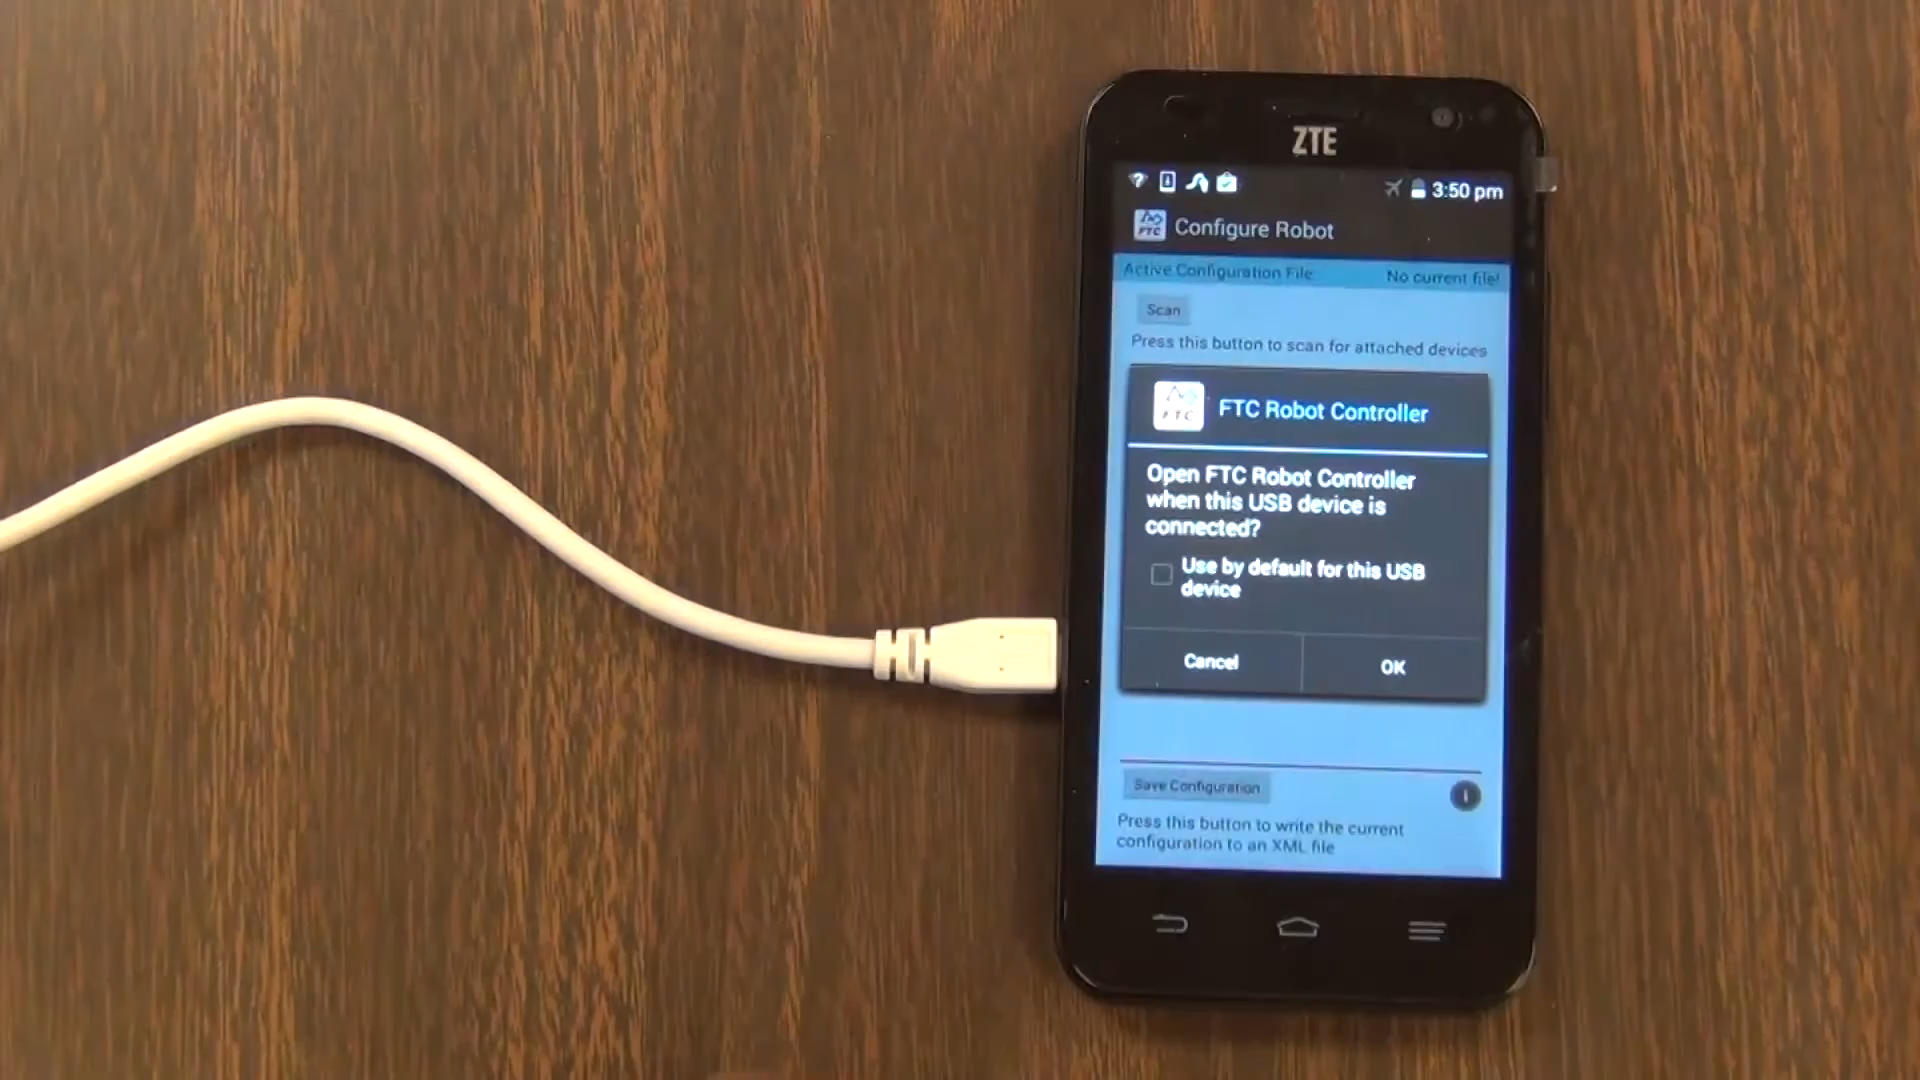 ZTE
3:50 pm
FTC
Configure Robot
Active Configuration File
No current file!
Scan
Press this button to scan for attached devices
FTC
FTC Robot Controller
Open FTC Robot Controller
when this USB device is
connected?
Use by default for this USB
device
Cancel
OK
Save Configuration
i
Press this button to write the current
configuration to an XML file